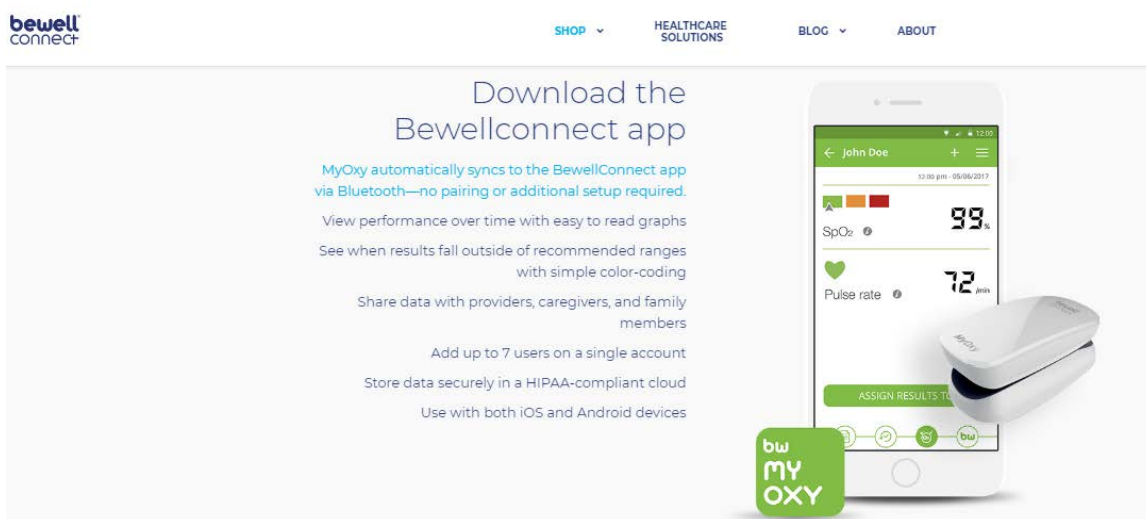 bewell
connect
SHOP
HEALTHCARE
SOLUTIONS
BLOG
ABOUT
Download the
Bewellconnect app
MyOxy automatically syncs to the BewellConnect app
via Bluetooth—no pairing or additional setup required.
View performance over time with easy to read graphs
See when results fall outside of recommended ranges
with simple color-coding
Share data with providers, caregivers, and family
members
Add up to 7 users on a single account
Store data securely in a HIPAA-compliant cloud
Use with both iOS and Android devices
12:00
John Doe
12:00 pm - 05/06/2017
SpO2
99%
Pulse rate
72 /min
MyOxy
ASSIGN RESULTS TO
bw
bw
MY
OXY